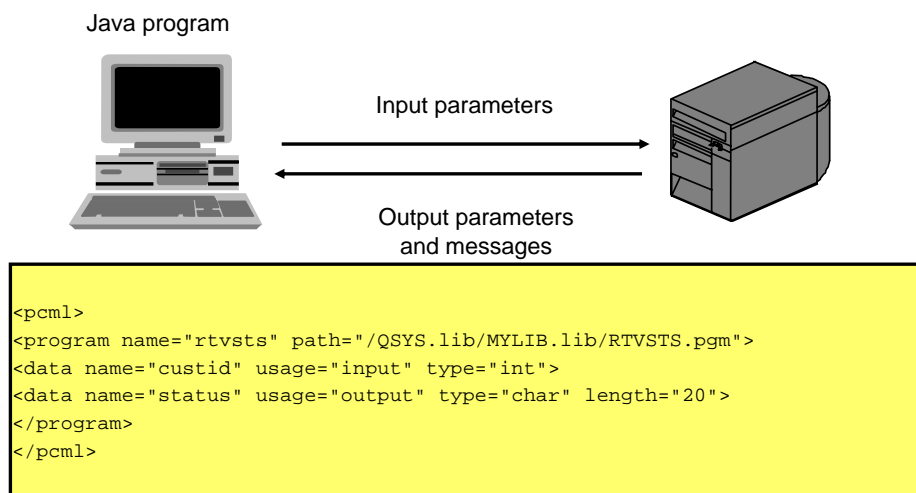 Java program
Input parameters
Output parameters
and messages
<pcml>
<program name="rtvsts" path="/QSYS.lib/MYLIB.lib/RTVSTS.pgm">
<data name="custid" usage="input" type="int">
<data name="status" usage="output" type="char" length="20">
</program>
</pcml>